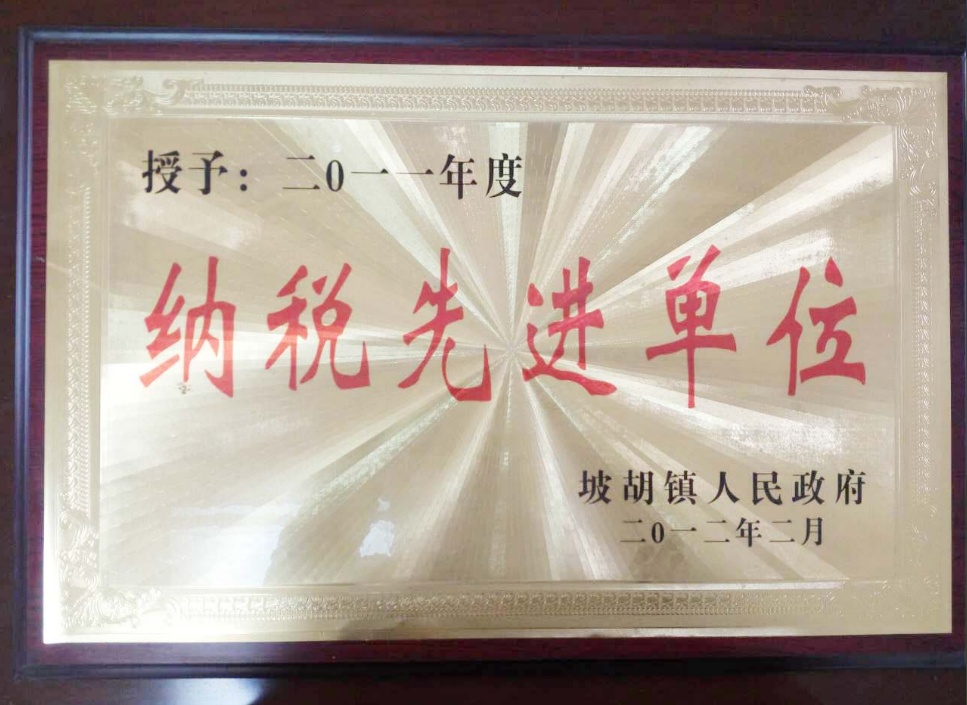 授予：二0一一年度
纳税先进单位
坡胡镇人民政府
二0一二年二月